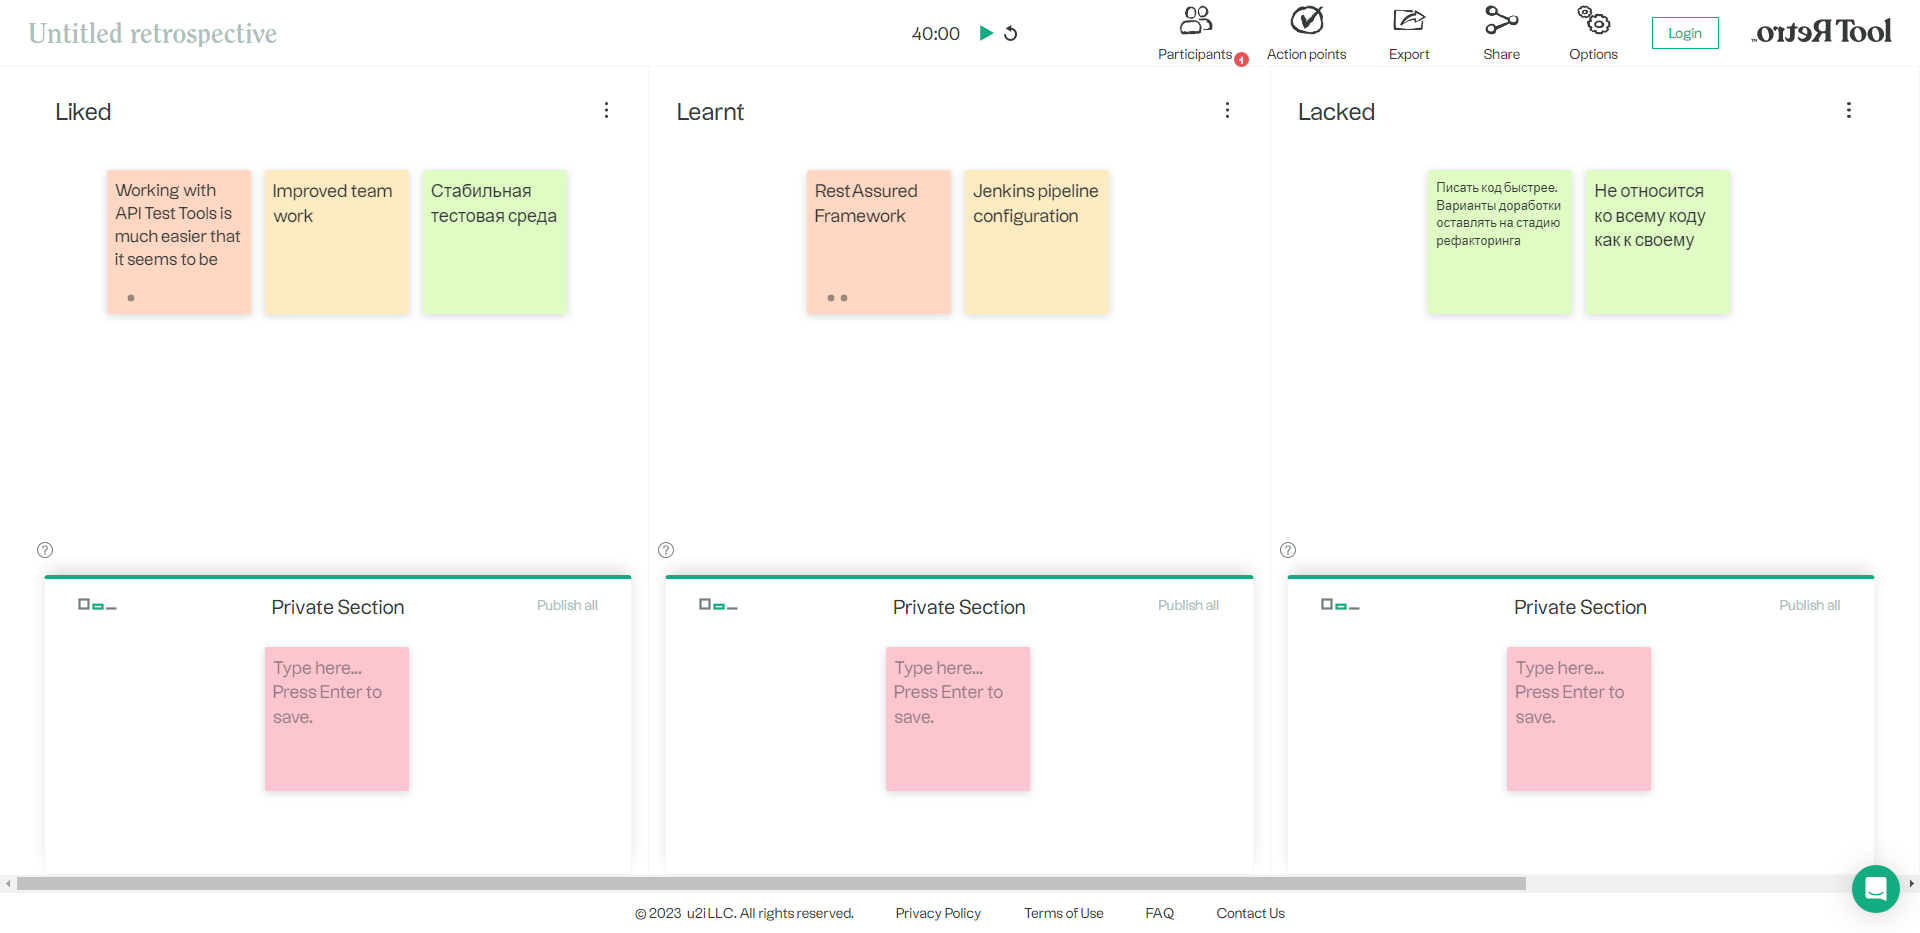 Untitled retrospective
40:00
Participants 1
Action points
Export
Share
Options
Login
Retro Tool™
Liked
Working with
API Test Tools is
much easier that
it seems to be
Improved team
work
Стабильная
тестовая среда
Learnt
Rest Assured
Framework
Jenkins pipeline
configuration
Lacked
Писать код быстрее.
Варианты доработки
оставлять на стадию
рефакторинга
Не относится
ко всему коду
как к своему
?
?
?
Private Section
Publish all
Type here...
Press Enter to
save.
Private Section
Publish all
Type here...
Press Enter to
save.
Private Section
Publish all
Type here...
Press Enter to
save.
© 2023 u2i LLC. All rights reserved.
Privacy Policy
Terms of Use
FAQ
Contact Us